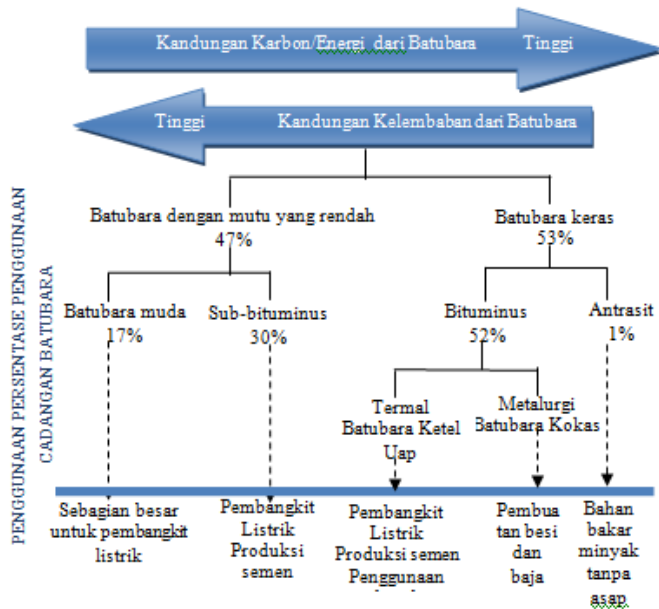 Kandungan Karbon/Energi dari Batubara Tinggi
Tinggi Kandungan Kelembaban dari Batubara
PENGGUNAAN PERSENTASE PENGGUNAAN
CADANGAN BATUBARA
Batubara dengan mutu yang rendah
47%
Batubara keras
53%
Batubara muda
17%
Sub-bituminus
30%
Bituminus
52%
Antrasit
1%
Termal
Batubara Ketel
Uap
Metalurgi
Batubara Kokas
Sebagian besar
untuk pembangkit
listrik
Pembangkit
Listrik
Produksi
semen
Pembangkit
Listrik
Produksi semen
Penggunaan
Pembua
tan besi
dan
baja
Bahan
bakar
minyak
tanpa
asap